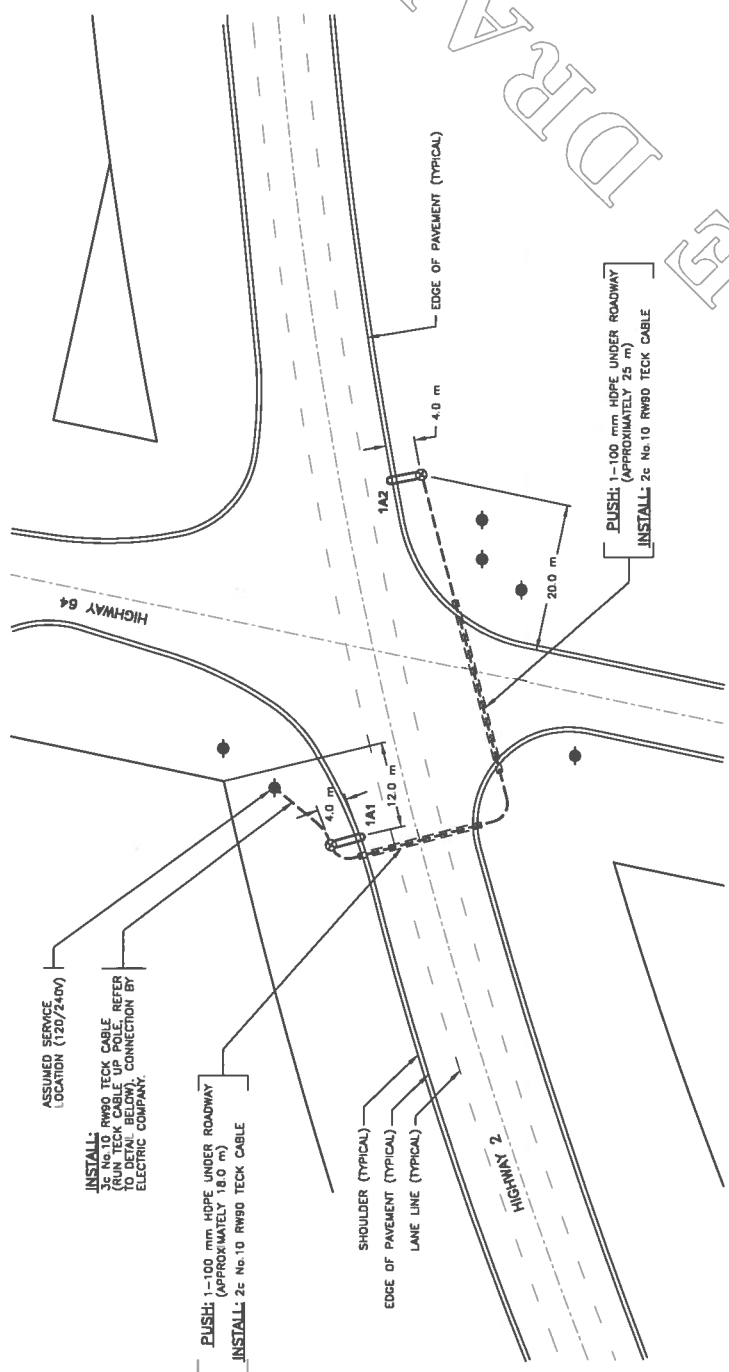 ASSUMED SERVICE
LOCATION (120/240V)
INSTALL:
3c No.10 RW90 TECK CABLE
(RUN TECK CABLE UP POLE, REFER
TO DETAIL BELOW). CONNECTION BY
ELECTRIC COMPANY.
PUSH: 1-100 mm HDPE UNDER ROADWAY
(APPROXIMATELY 18.0 m)
INSTALL: 2c No.10 RW90 TECK CABLE
SHOULDER (TYPICAL)
EDGE OF PAVEMENT (TYPICAL)
LANE LINE (TYPICAL)
HIGHWAY 2
HIGHWAY 64
4.0 m
12.0 m
1A1
1A2
4.0 m
20.0 m
EDGE OF PAVEMENT (TYPICAL)
PUSH: 1-100 mm HDPE UNDER ROADWAY
(APPROXIMATELY 25 m)
INSTALL: 2c No.10 RW90 TECK CABLE
E DRA